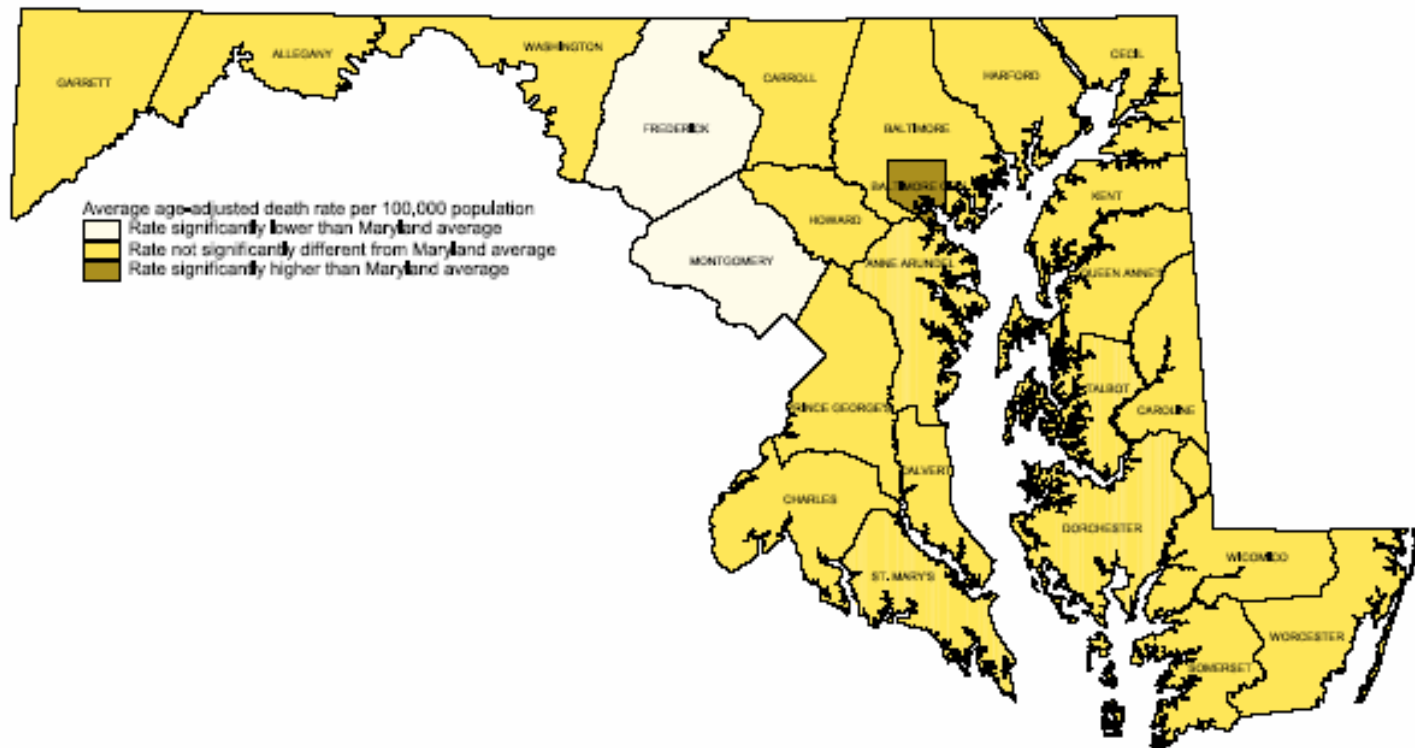 GARRETT
ALLEGANY
WASHINGTON
FREDERICK
CARROLL
BALTIMORE
HARFORD
CECIL
BALTIMORE
KENT
HOWARD
MONTGOMERY
ANNE ARUNDEL
QUEEN ANNE'S
Average age-adjusted death rate per 100,000 population
Rate significantly lower than Maryland average
Rate not significantly different from Maryland average
Rate significantly higher than Maryland average
TALBOT
CAROLINE
PRINCE GEORGE'S
CALVERT
CHARLES
DORCHESTER
ST. MARY'S
WICOMICO
WORCESTER
SOMERSET